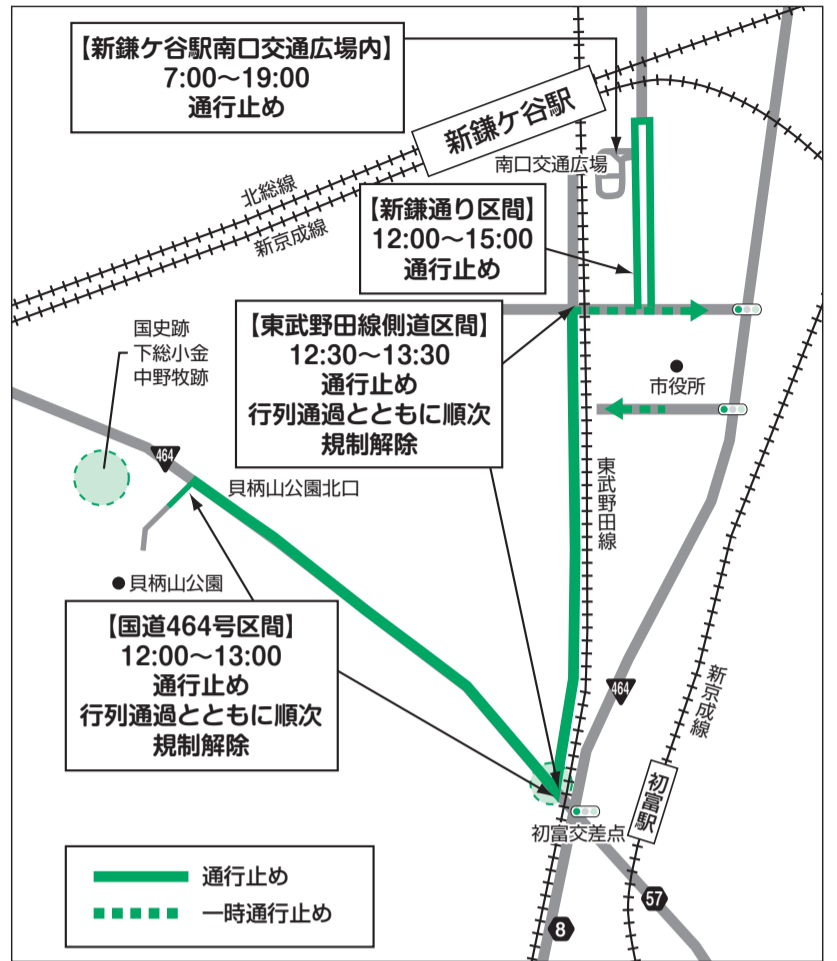 【新鎌ケ谷駅南口交通広場内】
7:00～19:00
通行止め
新鎌ケ谷駅
南口交通広場
北総線
新京成線
【新鎌通り区間】
12:00～15:00
通行止め
国史跡
下総小金
中野牧跡
【東武野田線側道区間】
12:30～13:30
通行止め
行列通過とともに順次
規制解除
市役所
464
貝柄山公園北口
東武野田線
貝柄山公園
【国道464号区間】
12:00～13:00
通行止め
行列通過とともに順次
規制解除
464
新京成線
初富駅
初富交差点
57
8
通行止め
一時通行止め